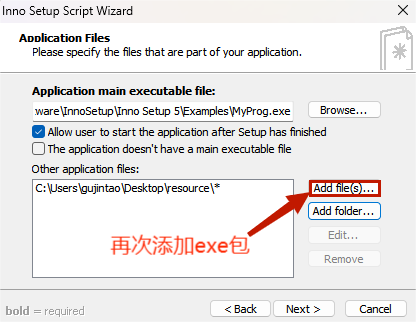 Inno Setup Script Wizard
Application Files
Please specify the files that are part of your application.
Application main executable file:
ware\InnoSetup\Inno Setup 5\Examples\MyProg.exe
Browse...
Allow user to start the application after Setup has finished
The application doesn't have a main executable file
Other application files:
C:\Users\gujintao\Desktop\resource\*
Add file(s)...
Add folder...
Edit...
Remove
再次添加exe包
bold = required
< Back
Next >
Cancel